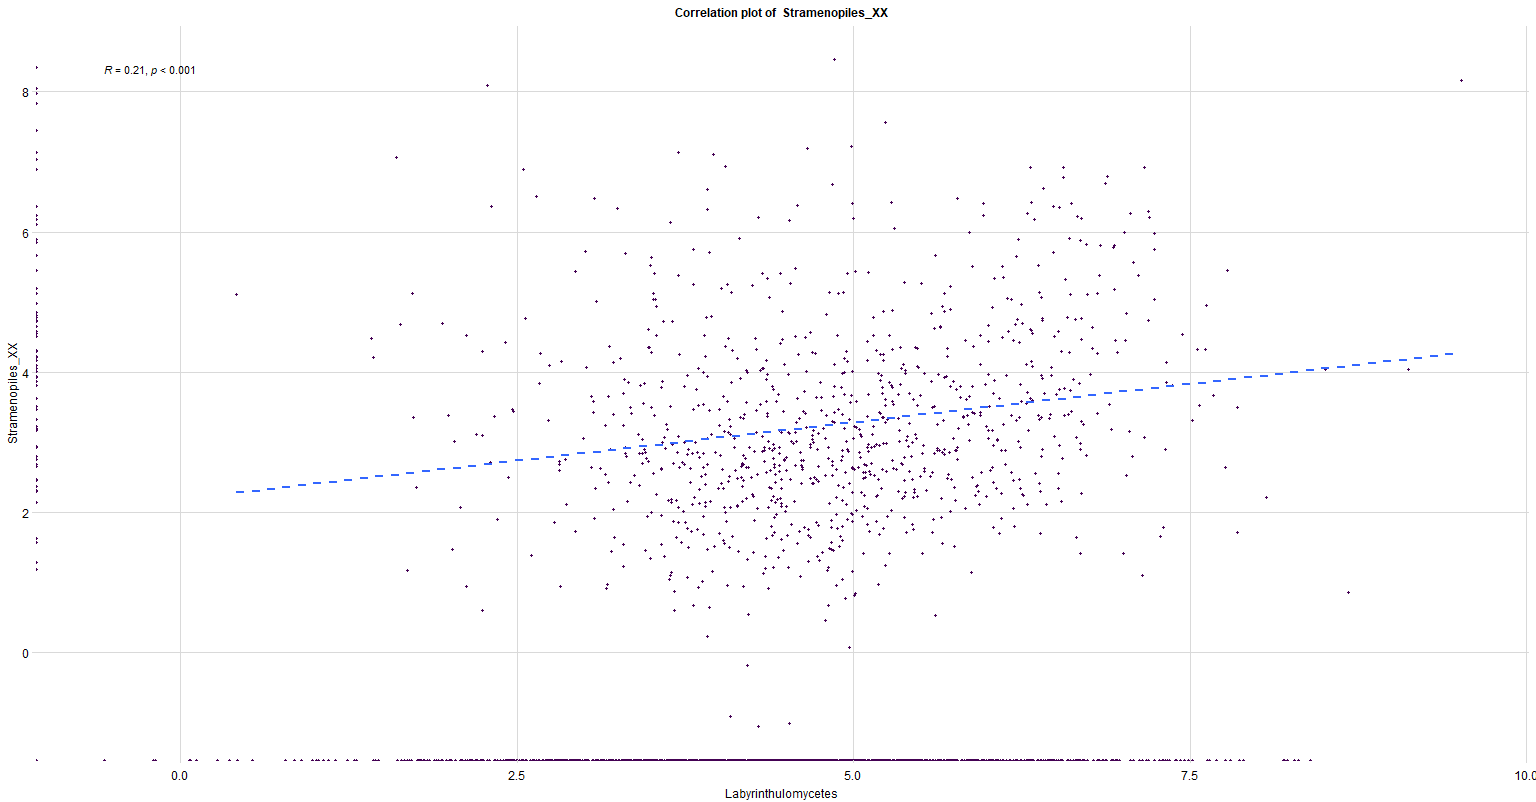 Correlation plot of Stramenopiles_XX
R = 0.21, p < 0.001
8
6
4
2
0
Stramenopiles_XX
0.0 2.5 5.0 7.5 10.0
Labyrinthulomycetes